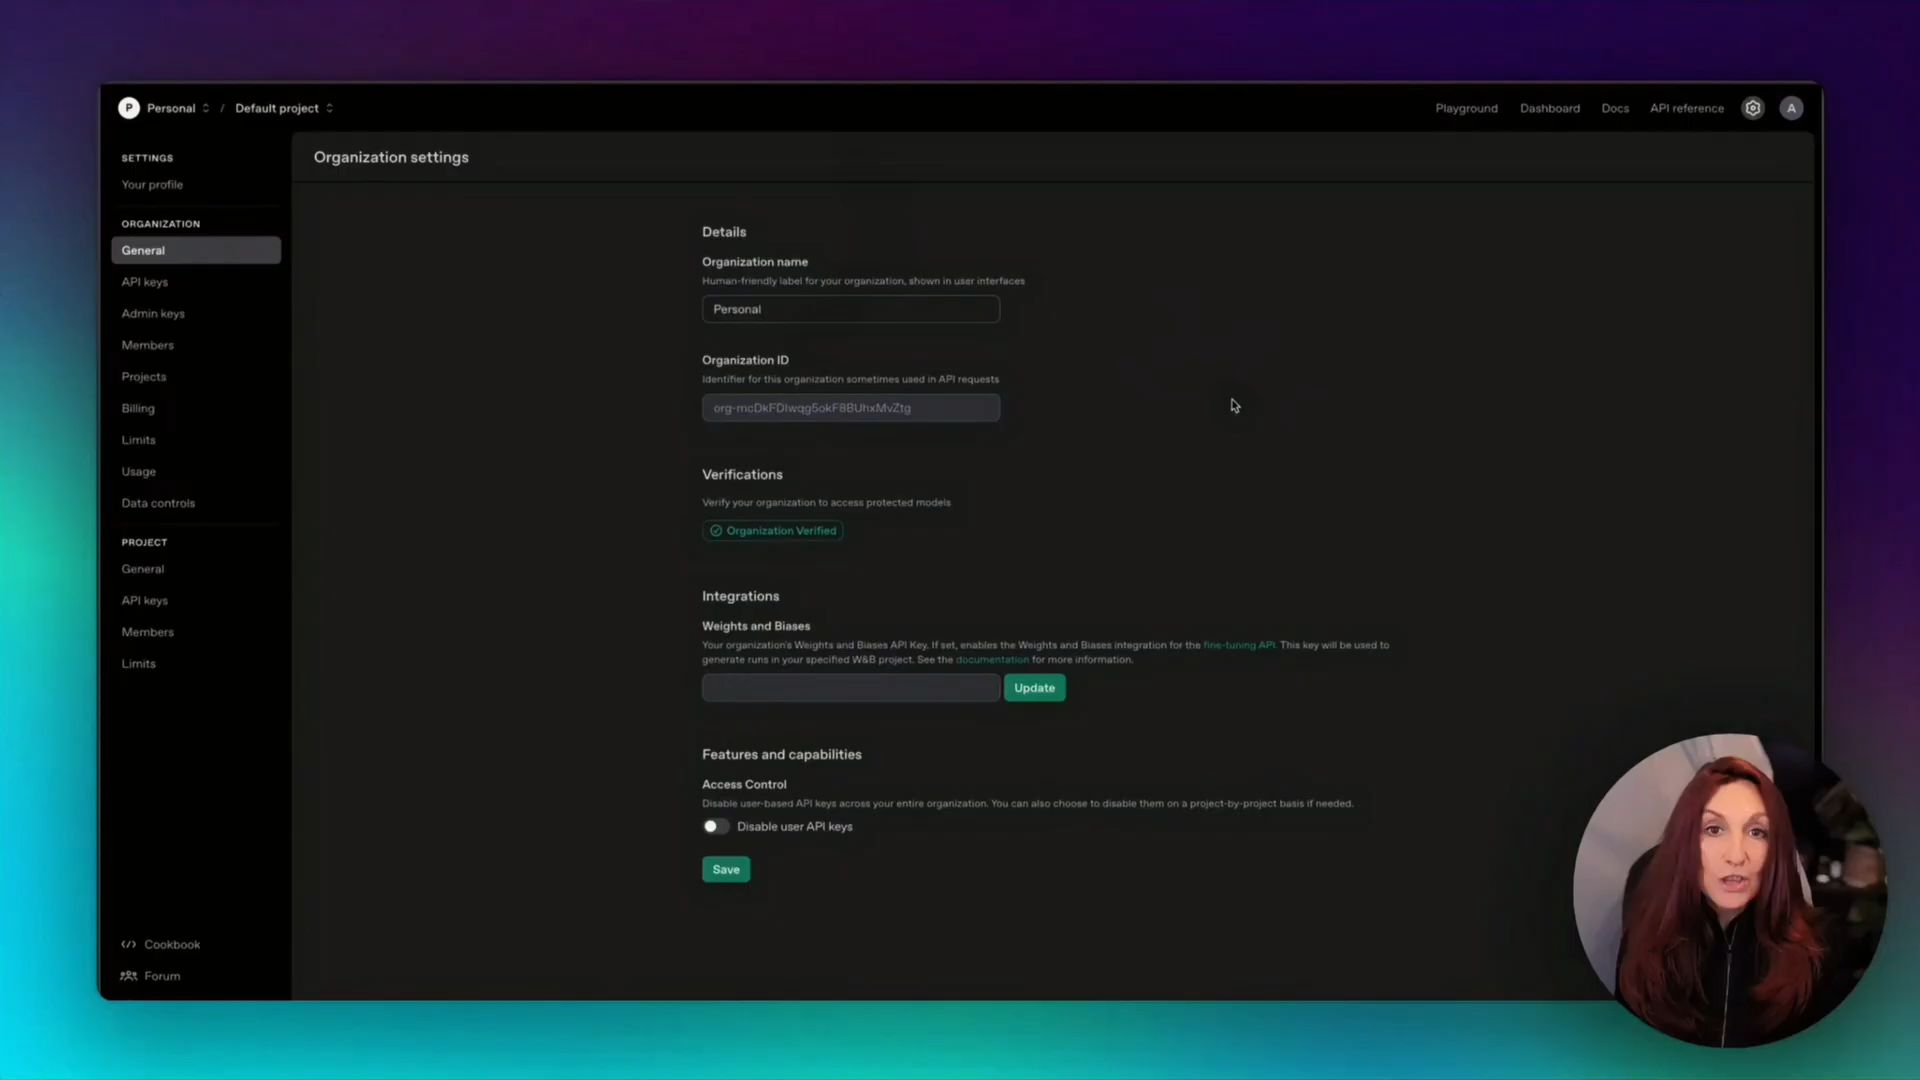 P Personal / Default project
Playground Dashboard Docs API reference A
SETTINGS
Your profile
ORGANIZATION
General
API keys
Admin keys
Members
Projects
Billing
Limits
Usage
Data controls
PROJECT
General
API keys
Members
Limits
Cookbook
Forum
Organization settings
Details
Organization name
Human-friendly label for your organization, shown in user interfaces
Personal
Organization ID
Identifier for this organization sometimes used in API requests
Verifications
Verify your organization to access protected models
Organization Verified
Integrations
Weights and Biases
Your organization's Weights and Biases API Key. If set, enables the Weights and Biases integration for the fine-tuning API. This key will be used to
generate runs in your specified W&B project. See the documentation for more information.
Update
Features and capabilities
Access Control
Disable user-based API keys across your entire organization. You can also choose to disable them on a project-by-project basis if needed.
Disable user API keys
Save